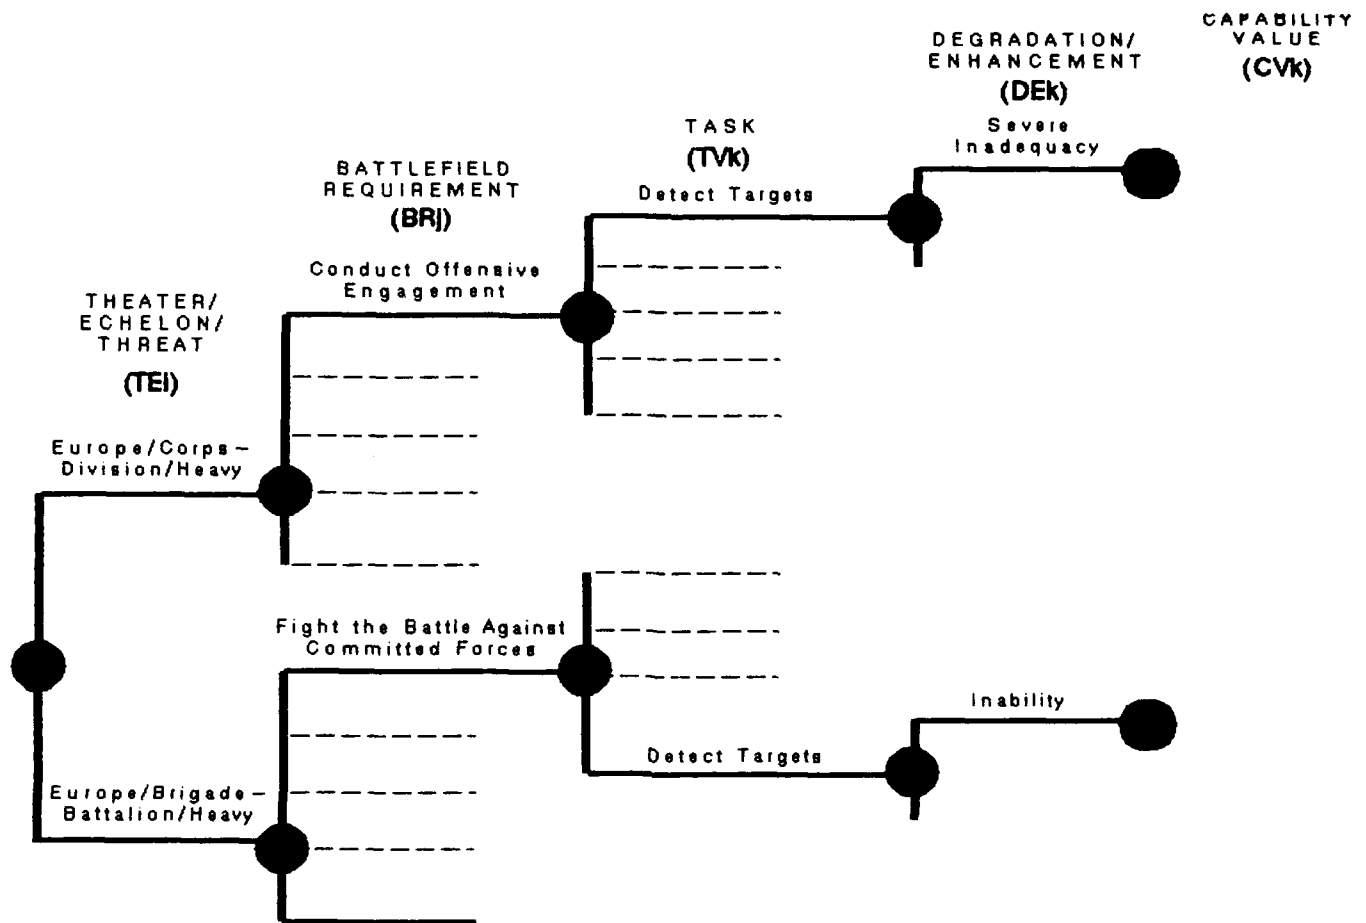 CAPABILITY
VALUE
(CVk)
DEGRADATION/
ENHANCEMENT
(DEk)
Severe
Inadequacy
TASK
(TVk)
Detect Targets
BATTLEFIELD
REQUIREMENT
(BRj)
Conduct Offensive
Engagement
THEATER/
ECHELON/
THREAT
(TEi)
Europe/Corps-
Division/Heavy
Fight the Battle Against
Committed Forces
Inability
Detect Targets
Europe/Brigade-
Battalion/Heavy